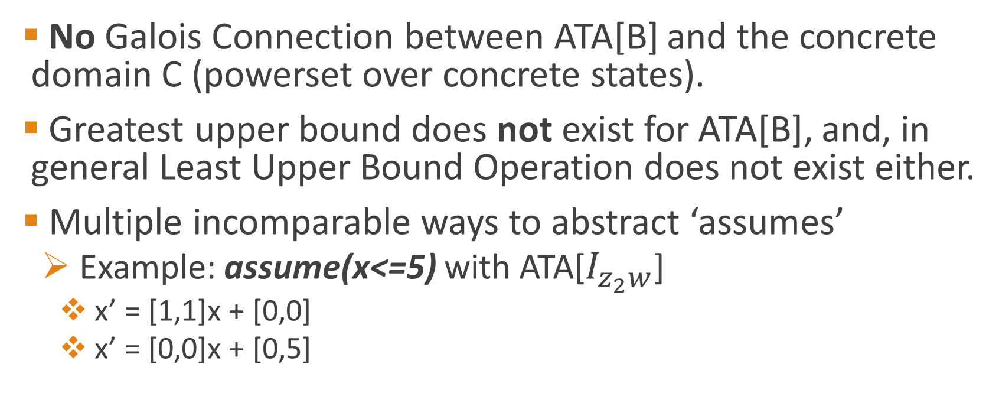 ▪ No Galois Connection between ATA[B] and the concrete
domain C (powerset over concrete states).
▪ Greatest upper bound does not exist for ATA[B], and, in
general Least Upper Bound Operation does not exist either.
▪ Multiple incomparable ways to abstract ‘assumes’
➢ Example: assume(x<=5) with ATA[I_{z_2w}]
❖ x’ = [1,1]x + [0,0]
❖ x’ = [0,0]x + [0,5]